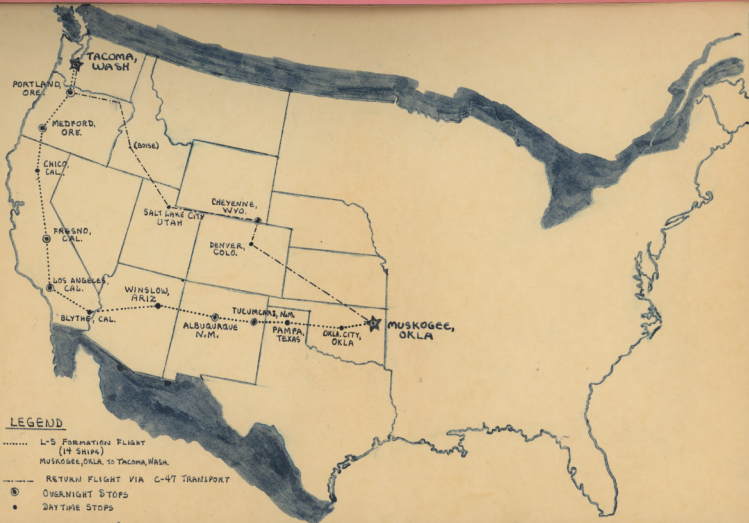 TACOMA,
WASH
PORTLAND,
ORE.
MEDFORD,
ORE.
(BOISE)
CHICO,
CAL.
SALT LAKE CITY
UTAH
CHEYENNE,
WYO.
FRESNO,
CAL.
DENVER,
COLO.
LOS ANGELES,
CAL.
BLYTHE, CAL.
WINSLOW,
ARIZ
ALBUQUARQUE
N.M.
TUCUMCARI, N.M.
PAMPA,
TEXAS
OKLA. CITY,
OKLA
MUSKOGEE,
OKLA
LEGEND
L-5 FORMATION FLIGHT
(14 SHIPS)
MUSKOGEE, OKLA. TO TACOMA, WASH.
RETURN FLIGHT VIA C-47 TRANSPORT
OVERNIGHT STOPS
DAYTIME STOPS